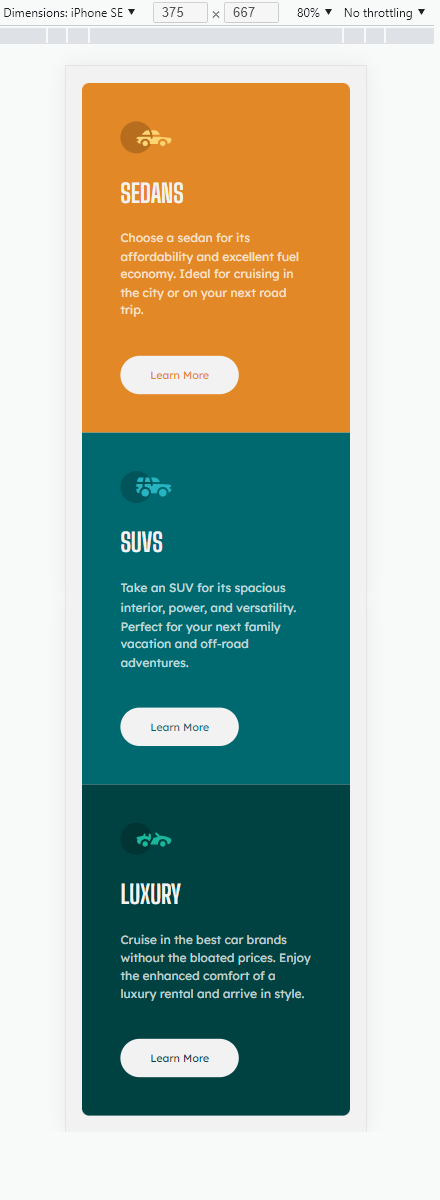 Dimensions: iPhone SE ▼ 375 × 667 80% ▼ No throttling ▼
SEDANS
Choose a sedan for its
affordability and excellent fuel
economy. Ideal for cruising in
the city or on your next road
trip.
Learn More
SUVS
Take an SUV for its spacious
interior, power, and versatility.
Perfect for your next family
vacation and off-road
adventures.
Learn More
LUXURY
Cruise in the best car brands
without the bloated prices. Enjoy
the enhanced comfort of a
luxury rental and arrive in style.
Learn More